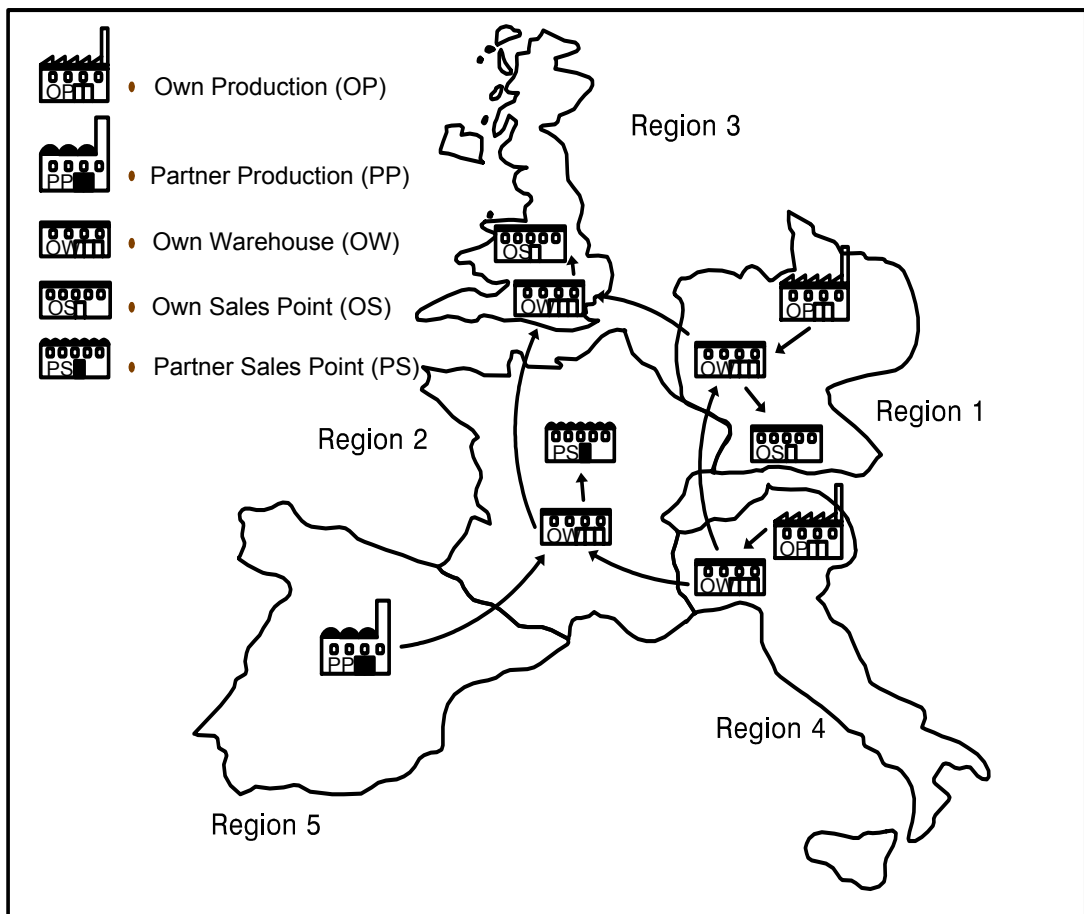 OP
• Own Production (OP)
PP
• Partner Production (PP)
OW
• Own Warehouse (OW)
OS
• Own Sales Point (OS)
PS
• Partner Sales Point (PS)
Region 3
OS
OW
OP
OW
Region 1
OS
Region 2
PS
OW
OP
OW
PP
Region 4
Region 5